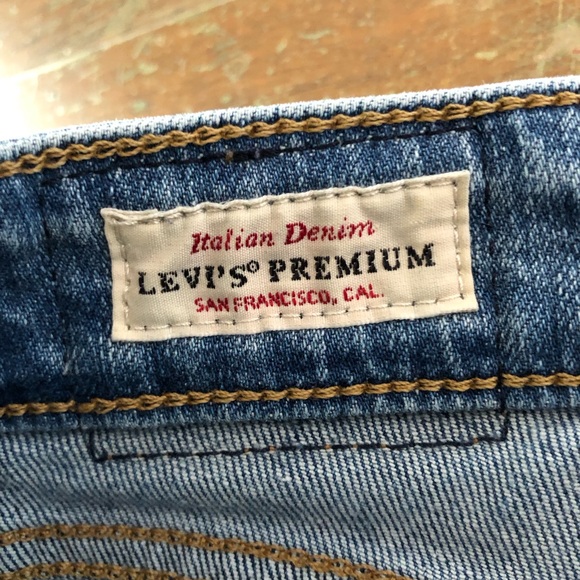 Italian Denim
LEVI'S® PREMIUM
SAN FRANCISCO, CAL.